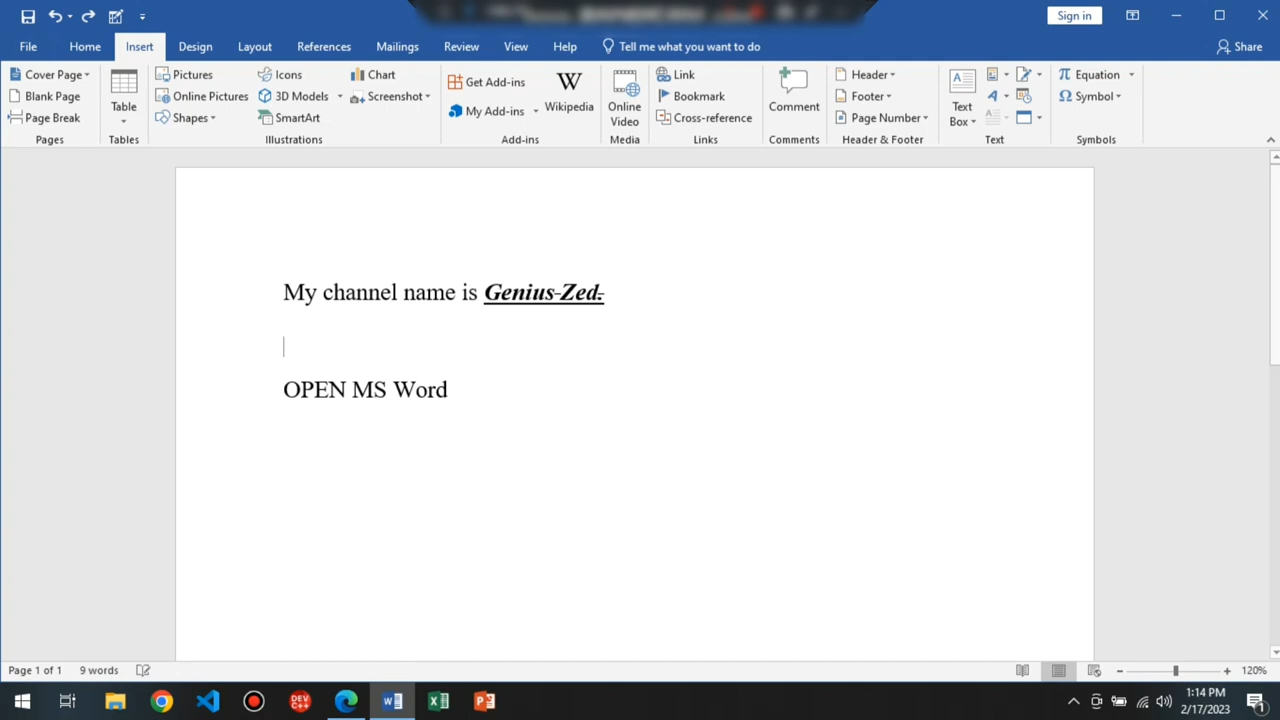 Sign in
File Home Insert Design Layout References Mailings Review View Help Tell me what you want to do Share
Cover Page
Blank Page
Page Break
Pages
Table
Tables
Pictures
Online Pictures
Shapes
Icons
3D Models
SmartArt
Chart
Screenshot
Illustrations
Get Add-ins
My Add-ins
W
Wikipedia
Add-ins
Online
Video
Media
Link
Bookmark
Cross-reference
Links
Comment
Comments
Header
Footer
Page Number
Header & Footer
Text
Box
Text
π Equation
Ω Symbol
Symbols
My channel name is Genius-Zed.
OPEN MS Word
Page 1 of 1 9 words 120%
DEV C++
1:14 PM
2/17/2023
1